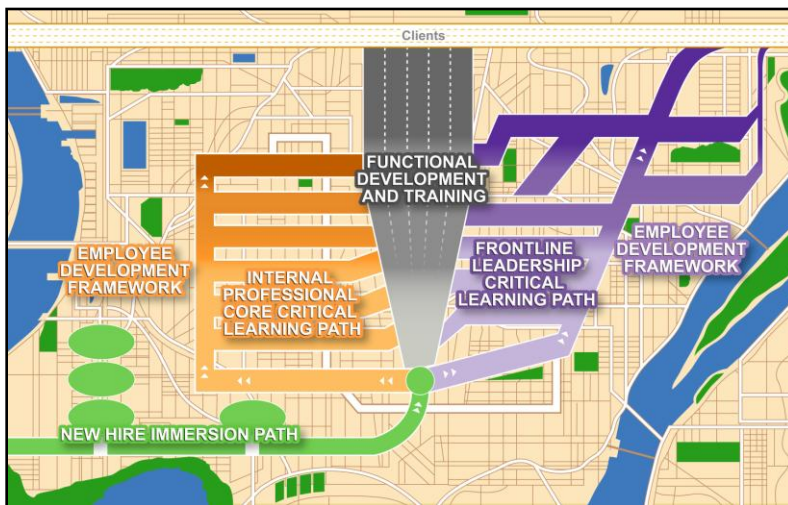 Clients
FUNCTIONAL
DEVELOPMENT
AND TRAINING
EMPLOYEE
DEVELOPMENT
FRAMEWORK
INTERNAL
PROFESSIONAL
CORE CRITICAL
LEARNING PATH
FRONTLINE
LEADERSHIP
CRITICAL
LEARNING PATH
EMPLOYEE
DEVELOPMENT
FRAMEWORK
NEW HIRE IMMERSION PATH